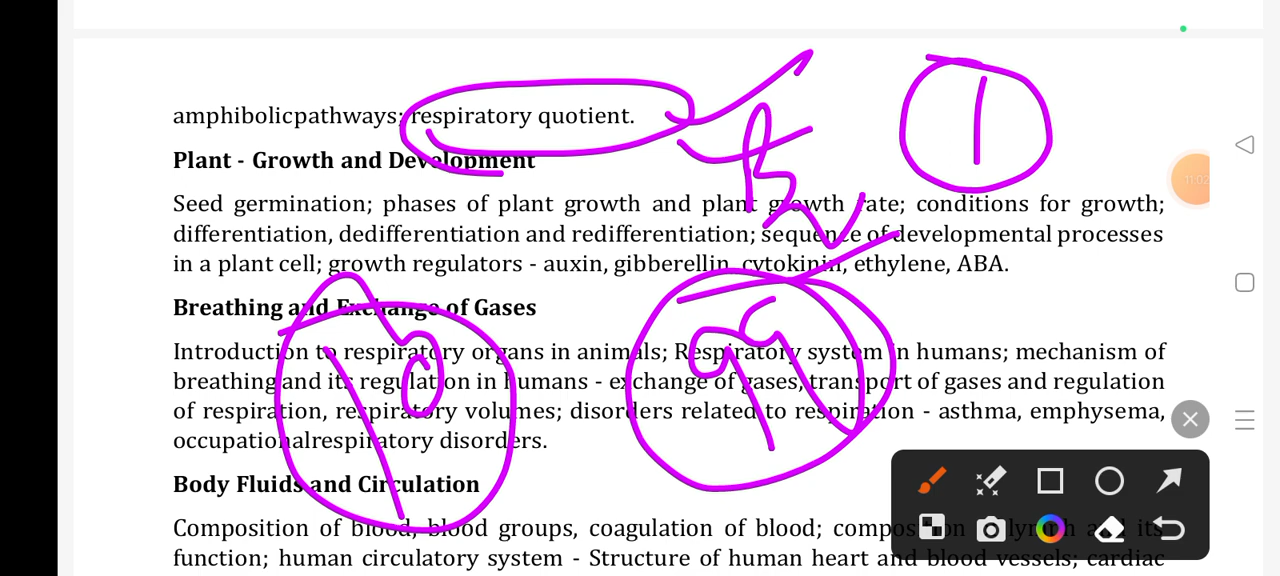 amphibolicpathways; respiratory quotient.
Plant - Growth and Development
Seed germination; phases of plant growth and plant growth rate; conditions for growth;
differentiation, dedifferentiation and redifferentiation; sequence of developmental processes
in a plant cell; growth regulators - auxin, gibberellin, cytokinin, ethylene, ABA.
Breathing and Exchange of Gases
Introduction to respiratory organs in animals; Respiratory system in humans; mechanism of
breathing and its regulation in humans - exchange of gases, transport of gases and regulation
of respiration, respiratory volumes; disorders related to respiration - asthma, emphysema,
occupationalrespiratory disorders.
Body Fluids and Circulation
Composition of blood, blood groups, coagulation of blood; composition lymph and its
function; human circulatory system - Structure of human heart and blood vessels; cardiac
1
11:02